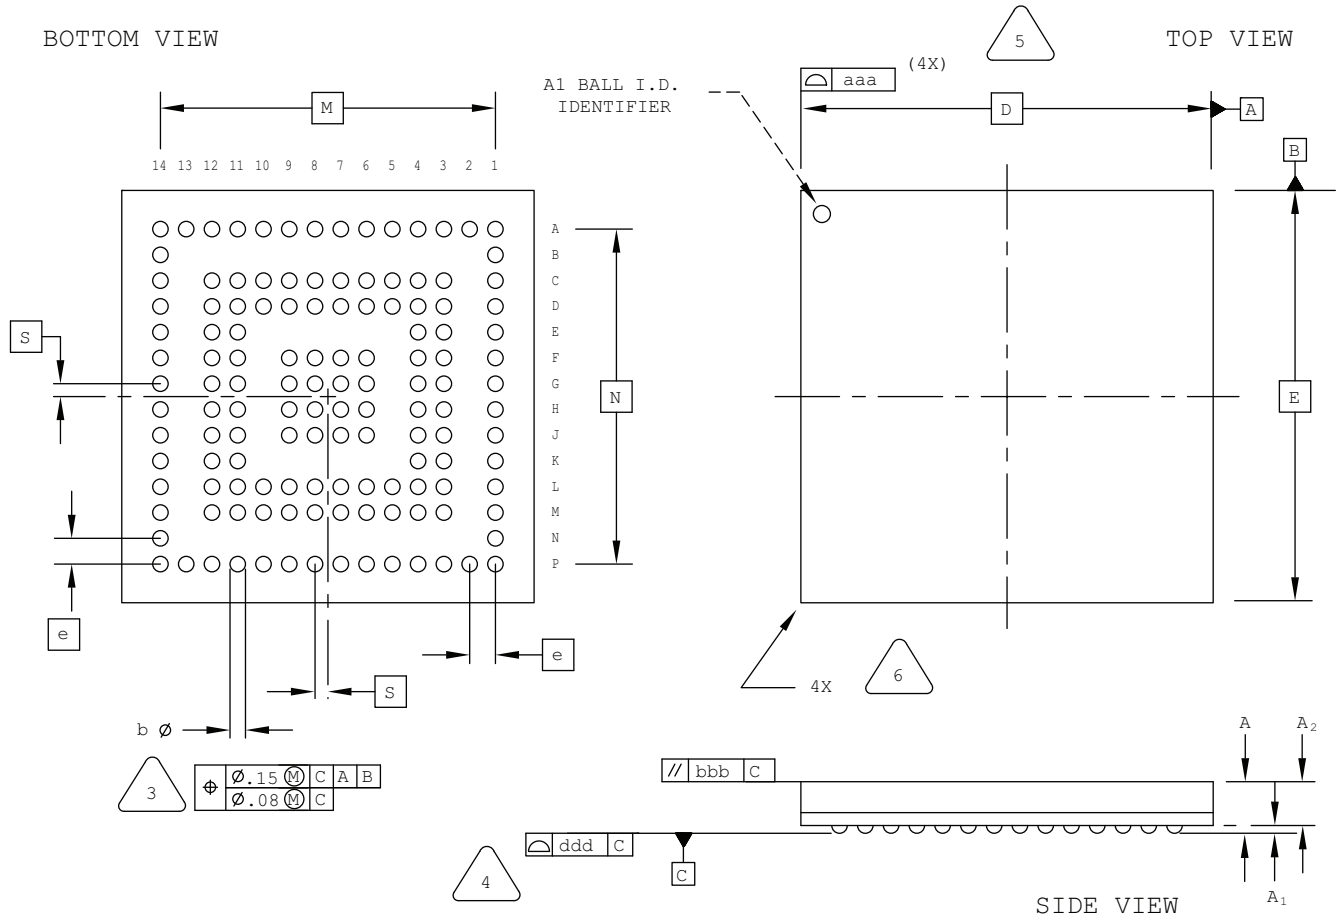 BOTTOM VIEW
5
TOP VIEW
aaa
(4X)
A1 BALL I.D.
IDENTIFIER
M
D
A
B
14 13 12 11 10 9 8 7 6 5 4 3 2 1
A
B
C
D
E
F
G
H
J
K
L
M
N
P
S
N
E
e
e
S
4X
6
b Ø
3
⌖ Ø.15 Ⓜ C A B
Ø.08 Ⓜ C
// bbb C
A
A₂
ddd C
C
4
A₁
SIDE VIEW